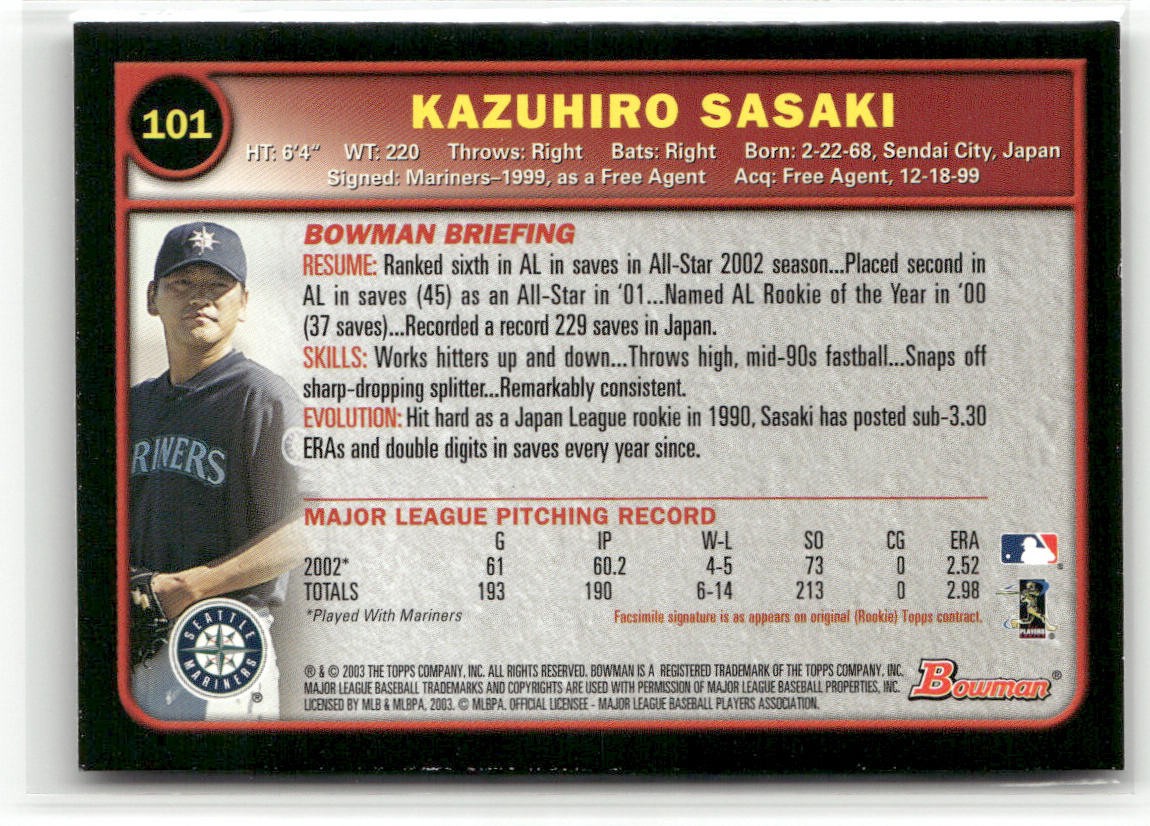 101
KAZUHIRO SASAKI
HT: 6'4" WT: 220 Throws: Right Bats: Right Born: 2-22-68, Sendai City, Japan
Signed: Mariners–1999, as a Free Agent Acq: Free Agent, 12-18-99
BOWMAN BRIEFING
RESUME: Ranked sixth in AL in saves in All-Star 2002 season...Placed second in
AL in saves (45) as an All-Star in '01...Named AL Rookie of the Year in '00
(37 saves)...Recorded a record 229 saves in Japan.
SKILLS: Works hitters up and down...Throws high, mid-90s fastball...Snaps off
sharp-dropping splitter...Remarkably consistent.
EVOLUTION: Hit hard as a Japan League rookie in 1990, Sasaki has posted sub-3.30
ERAs and double digits in saves every year since.
RINERS
MAJOR LEAGUE PITCHING RECORD
G IP W-L SO CG ERA
2002* 61 60.2 4-5 73 0 2.52
TOTALS 193 190 6-14 213 0 2.98
*Played With Mariners Facsimile signature is as appears on original (Rookie) Topps contract.
PLAYERS
SEATTLE
MARINERS
®
® & © 2003 THE TOPPS COMPANY, INC. ALL RIGHTS RESERVED. BOWMAN IS A REGISTERED TRADEMARK OF THE TOPPS COMPANY, INC.
MAJOR LEAGUE BASEBALL TRADEMARKS AND COPYRIGHTS ARE USED WITH PERMISSION OF MAJOR LEAGUE BASEBALL PROPERTIES, INC.
LICENSED BY MLB & MLBPA, 2003. © MLBPA. OFFICIAL LICENSEE - MAJOR LEAGUE BASEBALL PLAYERS ASSOCIATION.
Bowman®